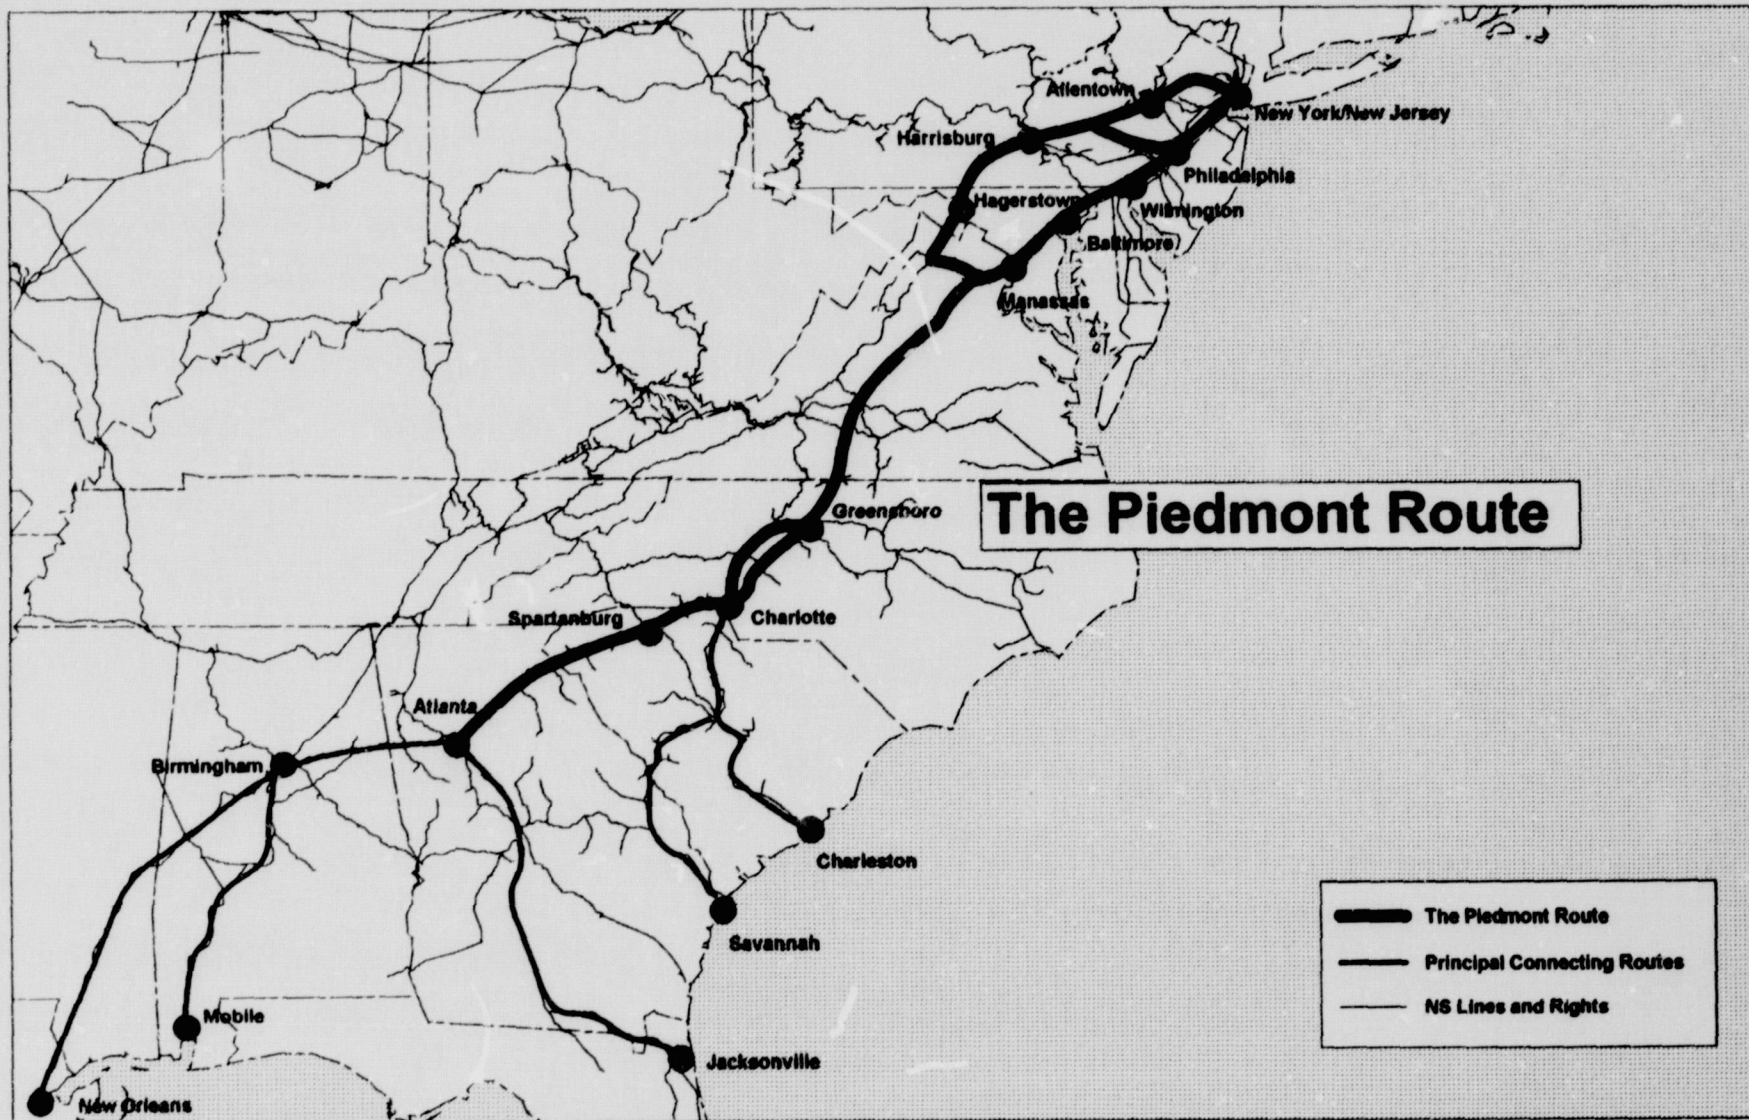 Allentown
New York/New Jersey
Harrisburg
Philadelphia
Hagerstown
Wilmington
Baltimore
Manassas
Greensboro
The Piedmont Route
Spartanburg
Charlotte
Atlanta
Birmingham
Charleston
Savannah
Mobile
Jacksonville
New Orleans
The Piedmont Route
Principal Connecting Routes
NS Lines and Rights